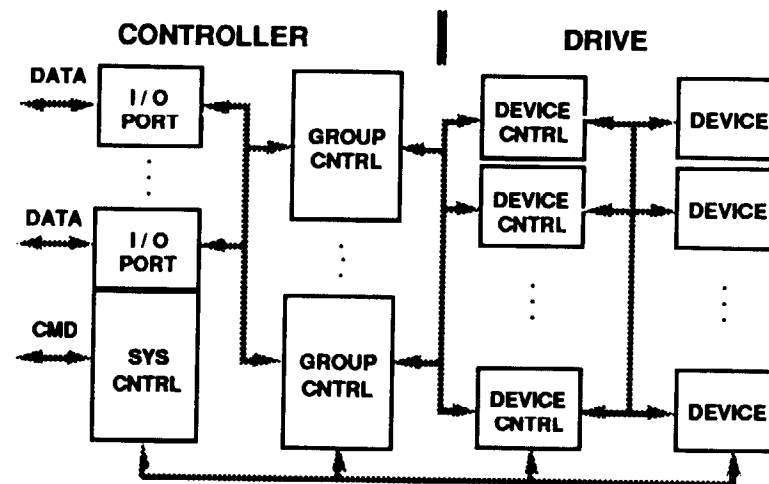 CONTROLLER
DRIVE
DATA
I / O
PORT
GROUP
CNTRL
DEVICE
CNTRL
DEVICE
DEVICE
CNTRL
DEVICE
DATA
I / O
PORT
CMD
SYS
CNTRL
GROUP
CNTRL
DEVICE
CNTRL
DEVICE